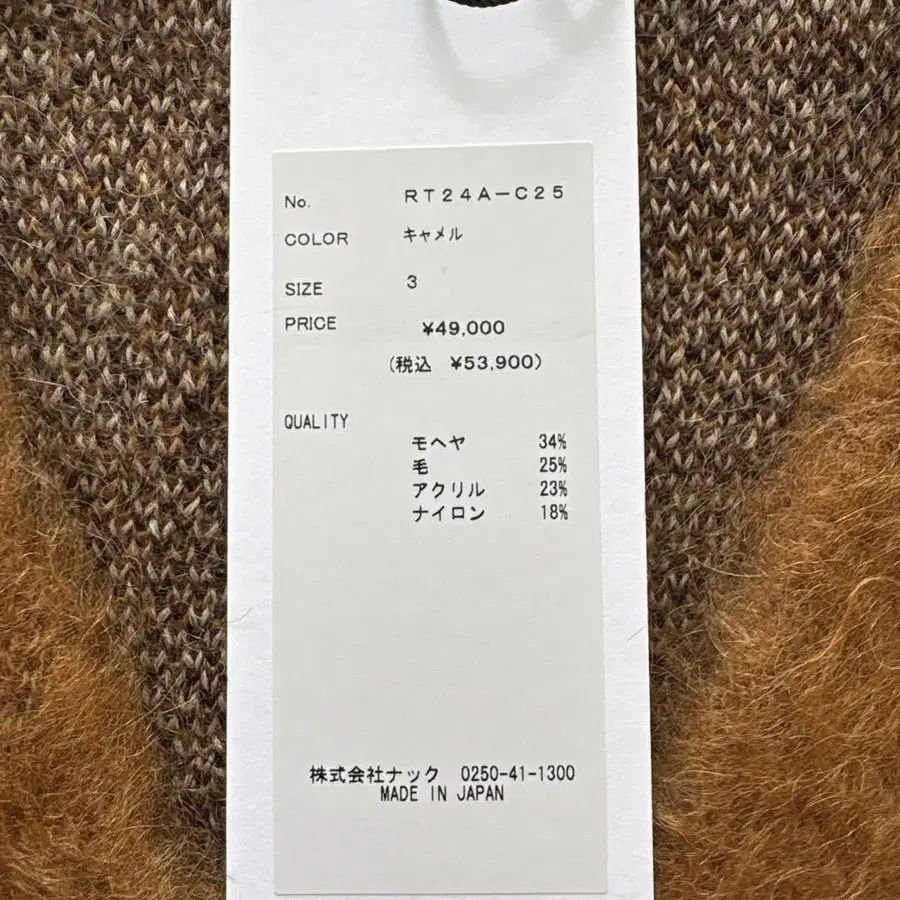 No. RT24A-C25
COLOR キャメル
SIZE 3
PRICE ¥49,000
(税込 ¥53,900)
QUALITY
モヘヤ 34%
毛 25%
アクリル 23%
ナイロン 18%
株式会社ナック 0250-41-1300
MADE IN JAPAN